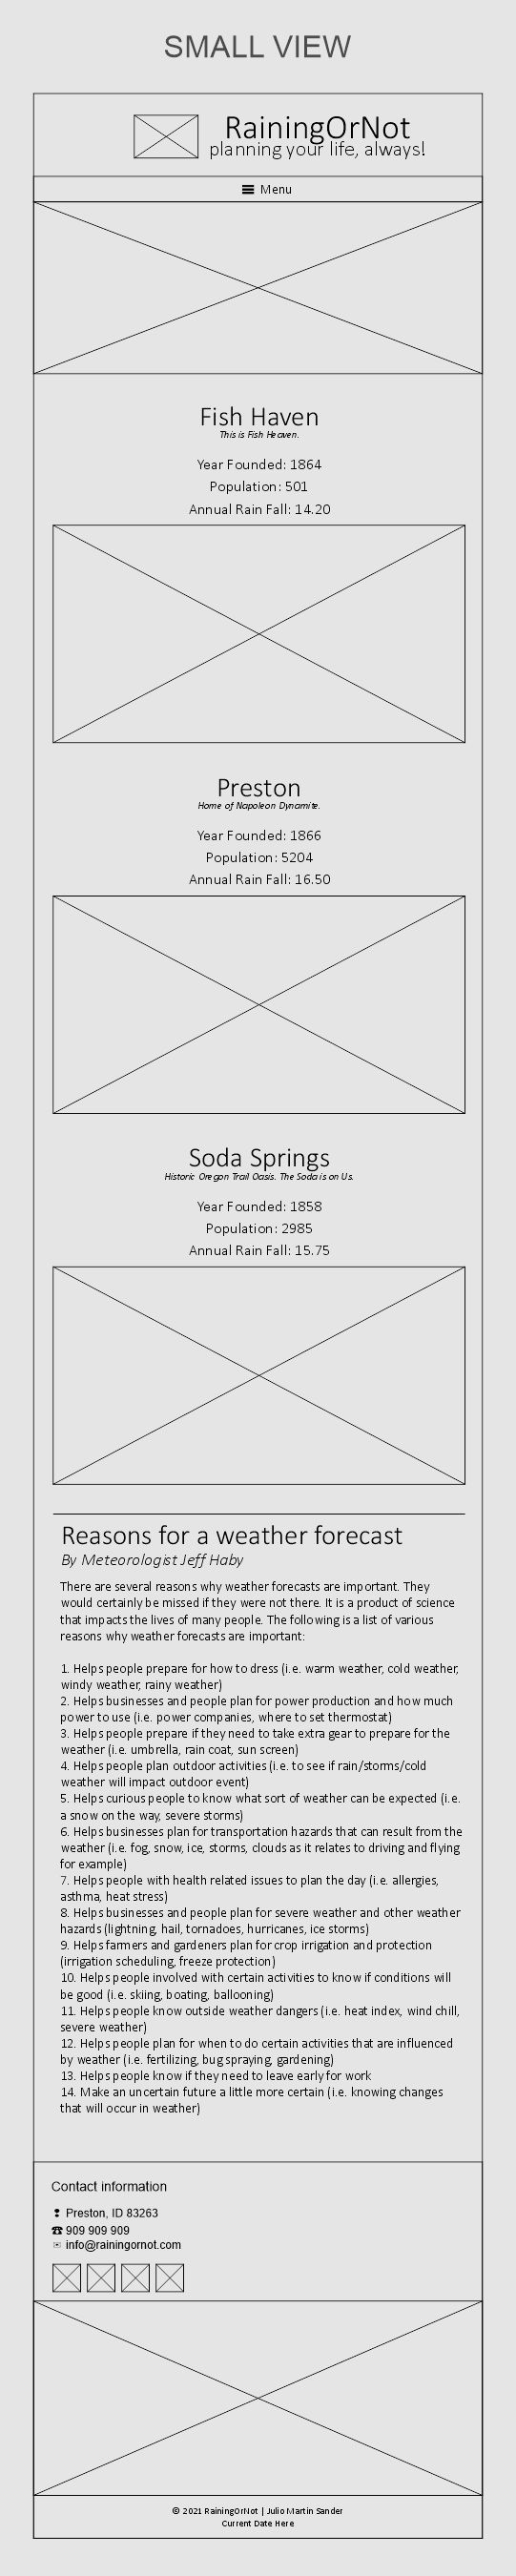 SMALL VIEW
RainingOrNot
planning your life, always!
Menu
Fish Haven
This is Fish Heaven.
Year Founded: 1864
Population: 501
Annual Rain Fall: 14.20
Preston
Home of Napoleon Dynamite.
Year Founded: 1866
Population: 5204
Annual Rain Fall: 16.50
Soda Springs
Historic Oregon Trail Oasis. The Soda is on Us.
Year Founded: 1858
Population: 2985
Annual Rain Fall: 15.75
Reasons for a weather forecast
By Meteorologist Jeff Haby
There are several reasons why weather forecasts are important. They
would certainly be missed if they were not there. It is a product of science
that impacts the lives of many people. The following is a list of various
reasons why weather forecasts are important:
1. Helps people prepare for how to dress (i.e. warm weather, cold weather,
windy weather, rainy weather)
2. Helps businesses and people plan for power production and how much
power to use (i.e. power companies, where to set thermostat)
3. Helps people prepare if they need to take extra gear to prepare for the
weather (i.e. umbrella, rain coat, sun screen)
4. Helps people plan outdoor activities (i.e. to see if rain/storms/cold
weather will impact outdoor event)
5. Helps curious people to know what sort of weather can be expected (i.e.
a snow on the way, severe storms)
6. Helps businesses plan for transportation hazards that can result from the
weather (i.e. fog, snow, ice, storms, clouds as it relates to driving and flying
for example)
7. Helps people with health related issues to plan the day (i.e. allergies,
asthma, heat stress)
8. Helps businesses and people plan for severe weather and other weather
hazards (lightning, hail, tornadoes, hurricanes, ice storms)
9. Helps farmers and gardeners plan for crop irrigation and protection
(irrigation scheduling, freeze protection)
10. Helps people involved with certain activities to know if conditions will
be good (i.e. skiing, boating, ballooning)
11. Helps people know outside weather dangers (i.e. heat index, wind chill,
severe weather)
12. Helps people plan for when to do certain activities that are influenced
by weather (i.e. fertilizing, bug spraying, gardening)
13. Helps people know if they need to leave early for work
14. Make an uncertain future a little more certain (i.e. knowing changes
that will occur in weather)
Contact information
Preston, ID 83263
909 909 909
info@rainingornot.com
© 2021 RainingOrNot | Julio Martin Sander
Current Date Here